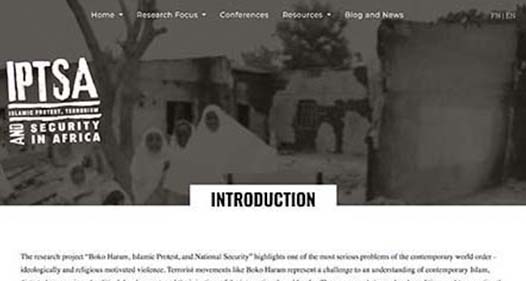 Home Research Focus Conferences Resources Blog and News FR | EN
IPTSA
ISLAMIC PROTEST, TERRORISM
AND SECURITY
IN AFRICA
INTRODUCTION
The research project "Boko Haram, Islamic Protest, and National Security" highlights one of the most serious problems of the contemporary world order -
ideologically and religious motivated violence. Terrorist movements like Boko Haram represent a challenge to an understanding of contemporary Islam,